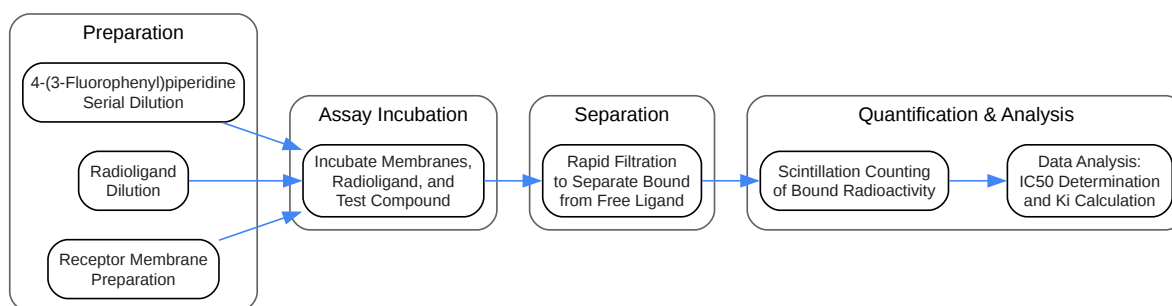 Preparation
4-(3-Fluorophenyl)piperidine
Serial Dilution
Radioligand
Dilution
Receptor Membrane
Preparation
Assay Incubation
Incubate Membranes,
Radioligand, and
Test Compound
Separation
Rapid Filtration
to Separate Bound
from Free Ligand
Quantification & Analysis
Scintillation Counting
of Bound Radioactivity
Data Analysis:
IC50 Determination
and Ki Calculation